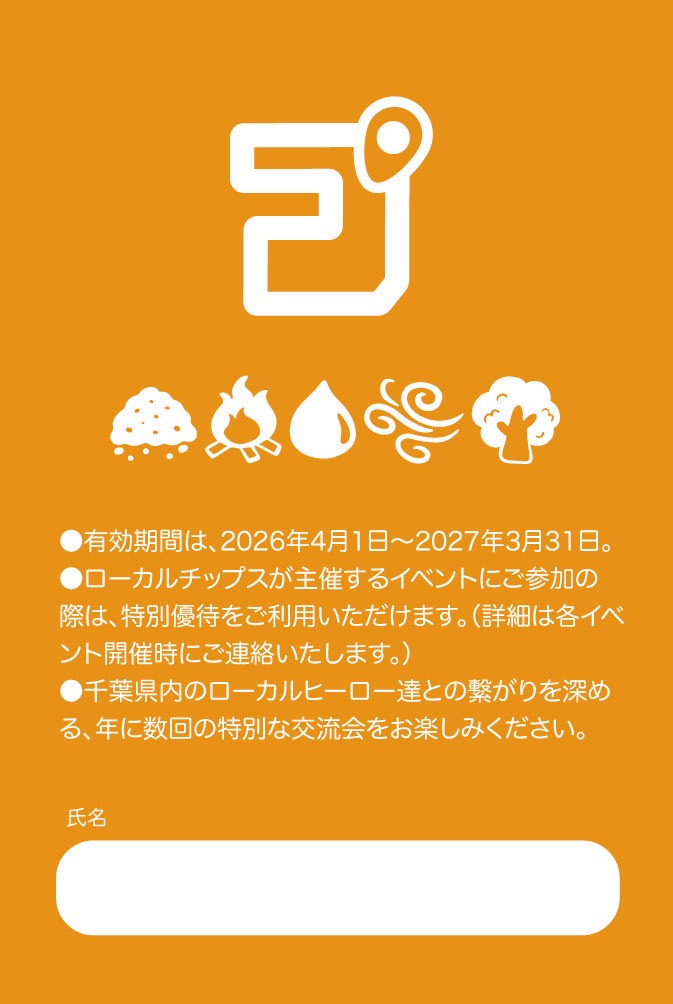 ●有効期間は、2026年4月1日〜2027年3月31日。
●ローカルチップスが主催するイベントにご参加の
際は、特別優待をご利用いただけます。（詳細は各イベ
ント開催時にご連絡いたします。）
●千葉県内のローカルヒーロー達との繋がりを深め
る、年に数回の特別な交流会をお楽しみください。
氏名